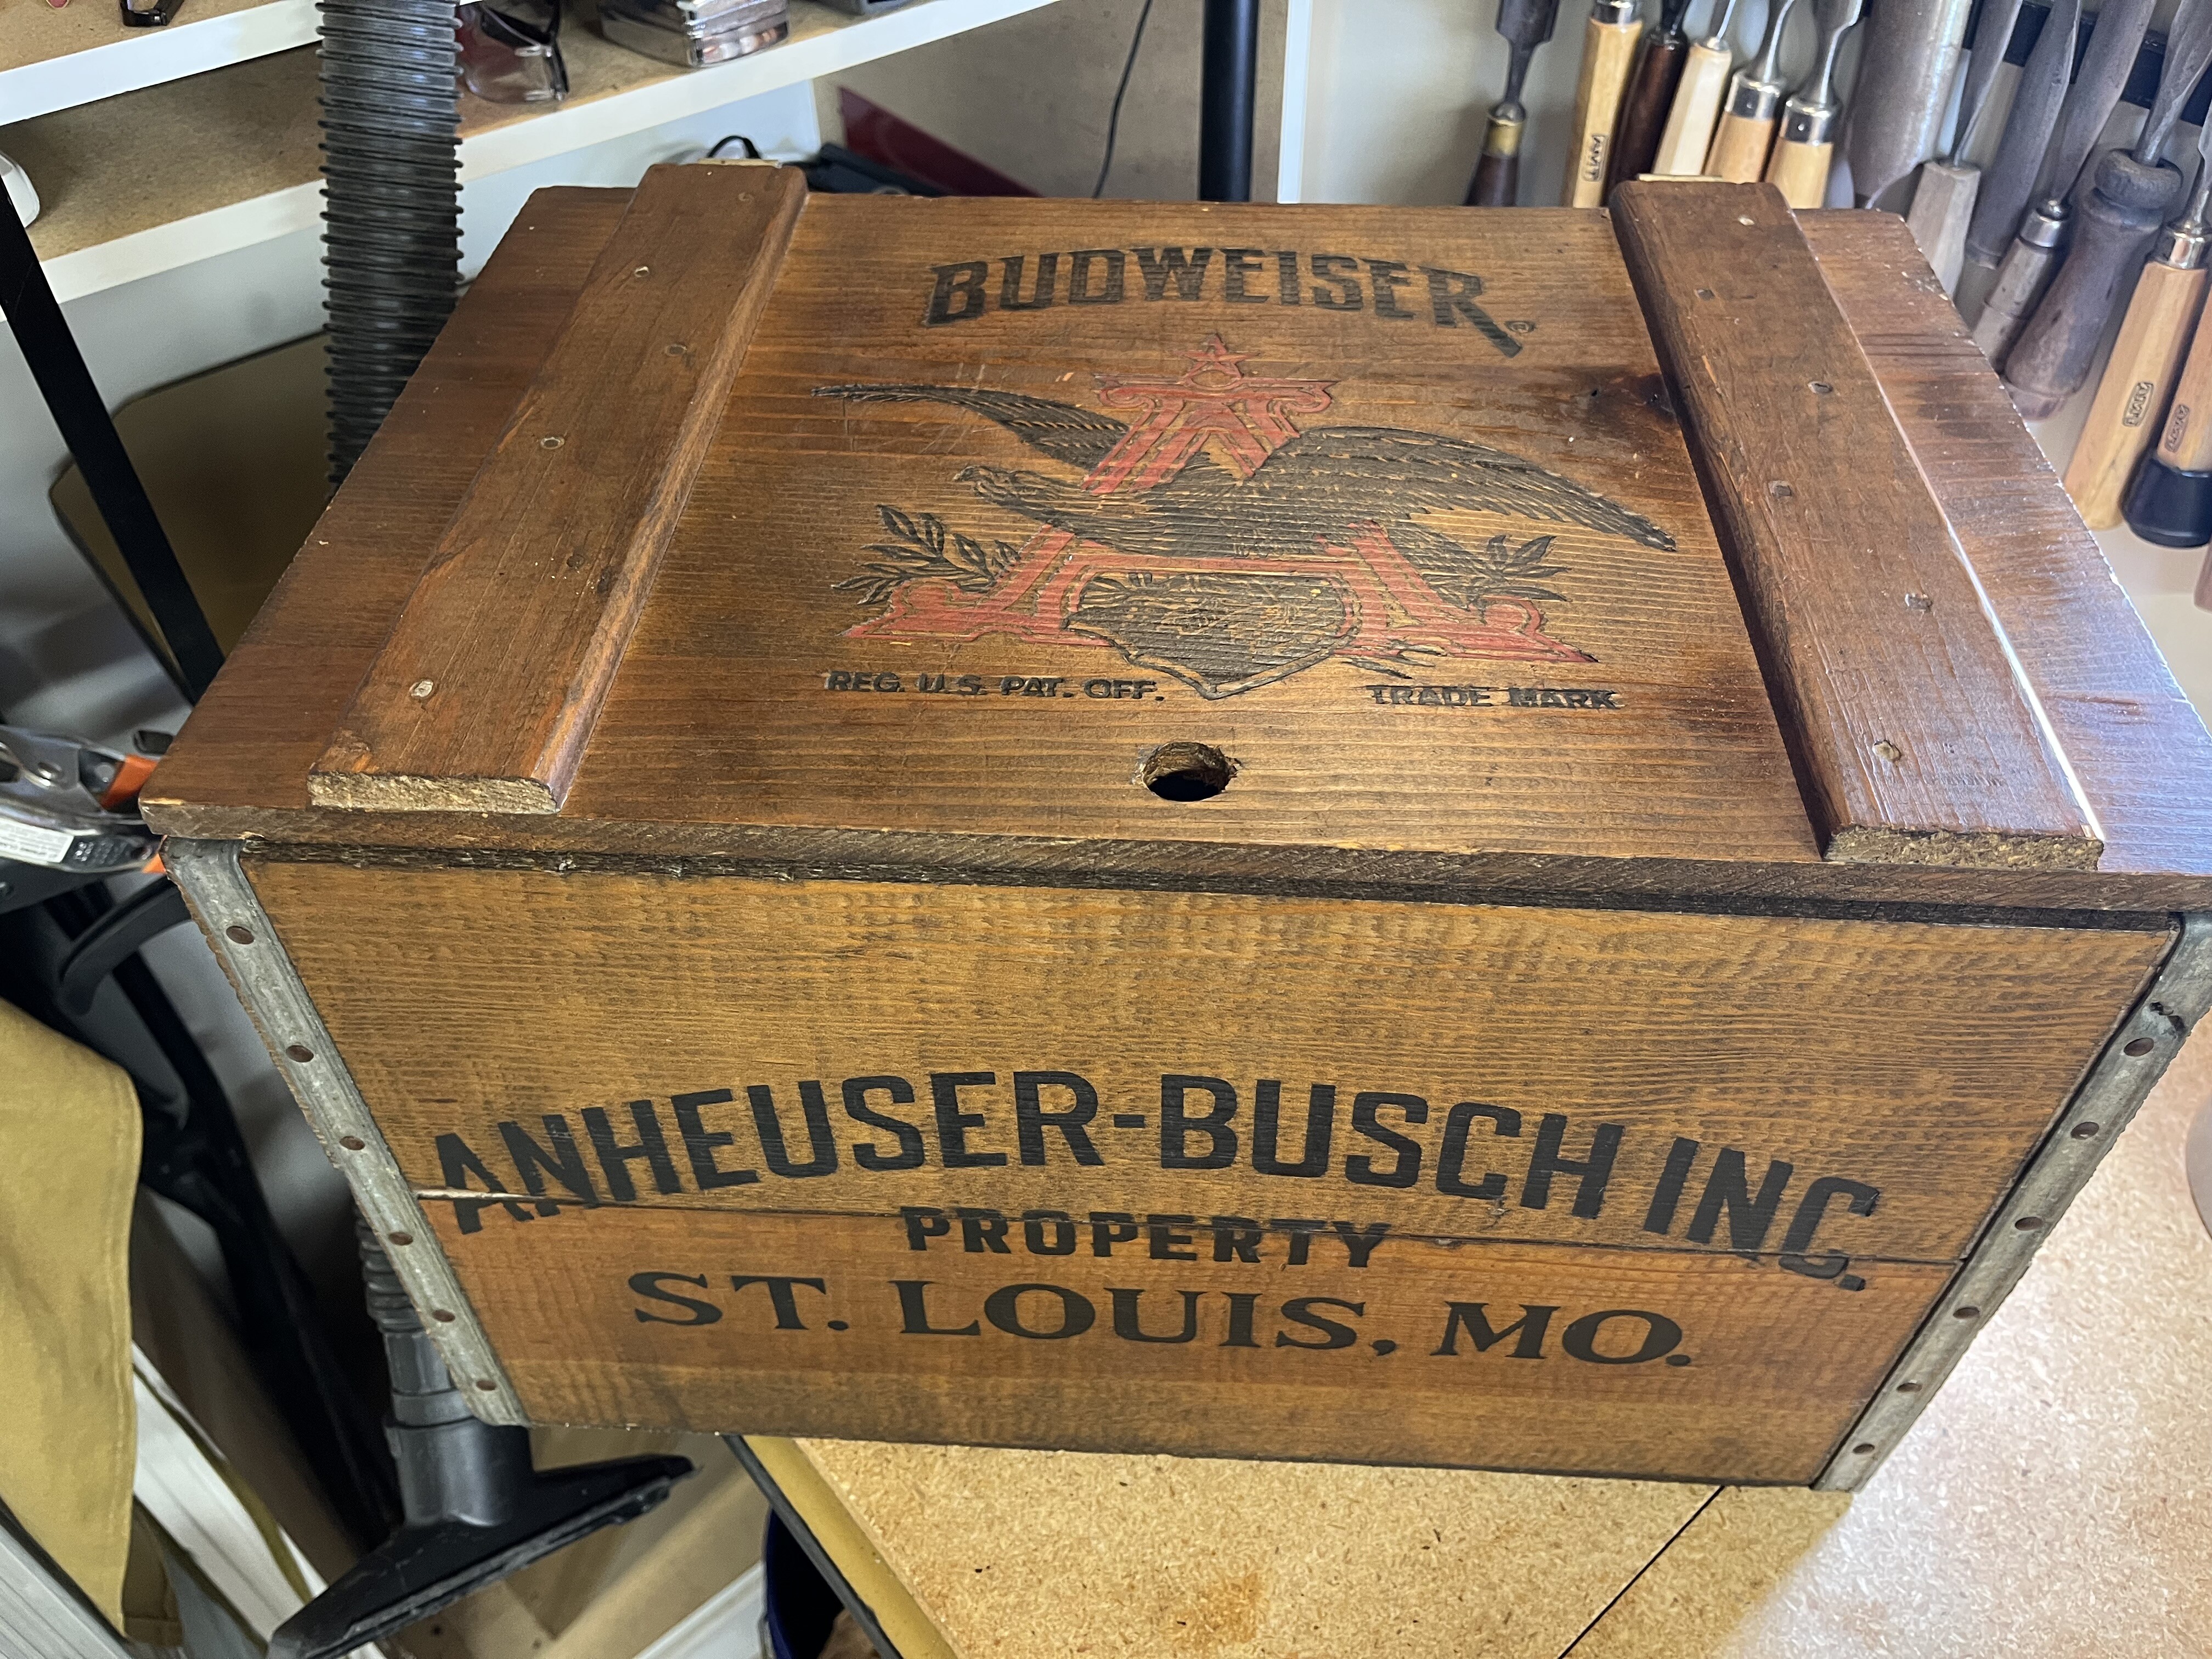 BUDWEISER®
REG. U.S. PAT. OFF. TRADE MARK
ANHEUSER-BUSCH INC.
PROPERTY
ST. LOUIS, MO.